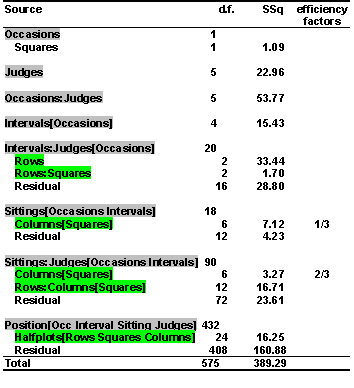 Source d.f. SSq efficiency factors
Occasions 1
Squares 1 1.09
Judges 5 22.96
Occasions:Judges 5 53.77
Intervals[Occasions] 4 15.43
Intervals:Judges[Occasions] 20
Rows 2 33.44
Rows:Squares 2 1.70
Residual 16 28.80
Sittings[Occasions Intervals] 18
Columns[Squares] 6 7.12 1/3
Residual 12 4.23
Sittings:Judges[Occasions Intervals] 90
Columns[Squares] 6 3.27 2/3
Rows:Columns[Squares] 12 16.71
Residual 72 23.61
Position[Occ Interval Sitting Judges] 432
Halfplots[Rows Squares Columns] 24 16.25
Residual 408 160.88
Total 575 389.29